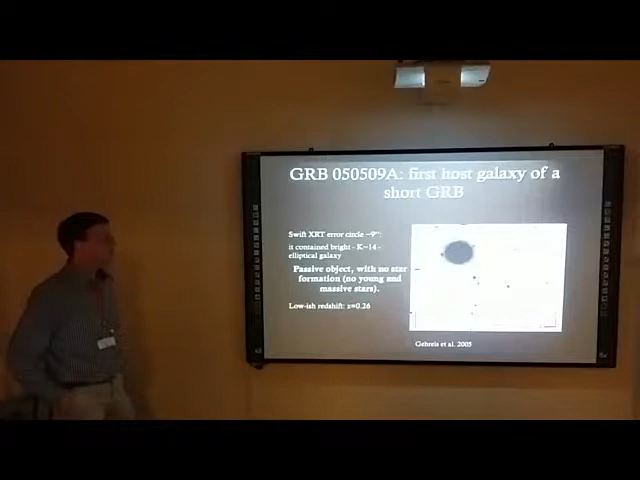 GRB 050509A: first host galaxy of a
short GRB
Swift XRT error circle ~9":
it contained bright - K~14 -
elliptical galaxy
Passive object, with no star
formation (no young and
massive stars).
Low-ish redshift: z=0.26
Gehrels et al. 2005